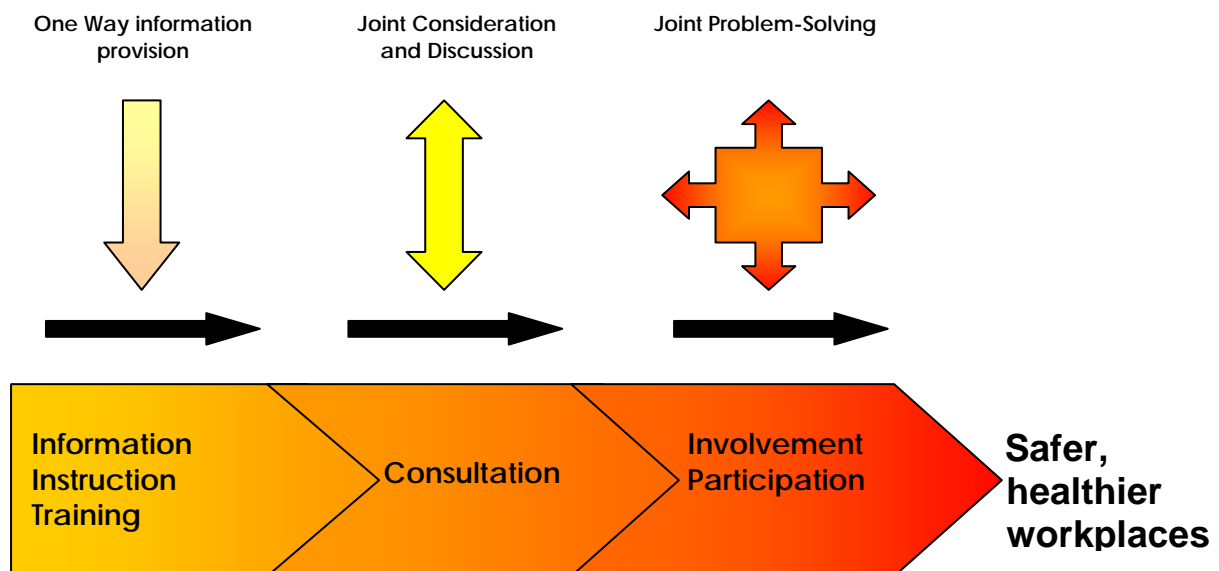 One Way information
provision
Joint Consideration
and Discussion
Joint Problem-Solving
Information
Instruction
Training
Consultation
Involvement
Participation
Safer,
healthier
workplaces